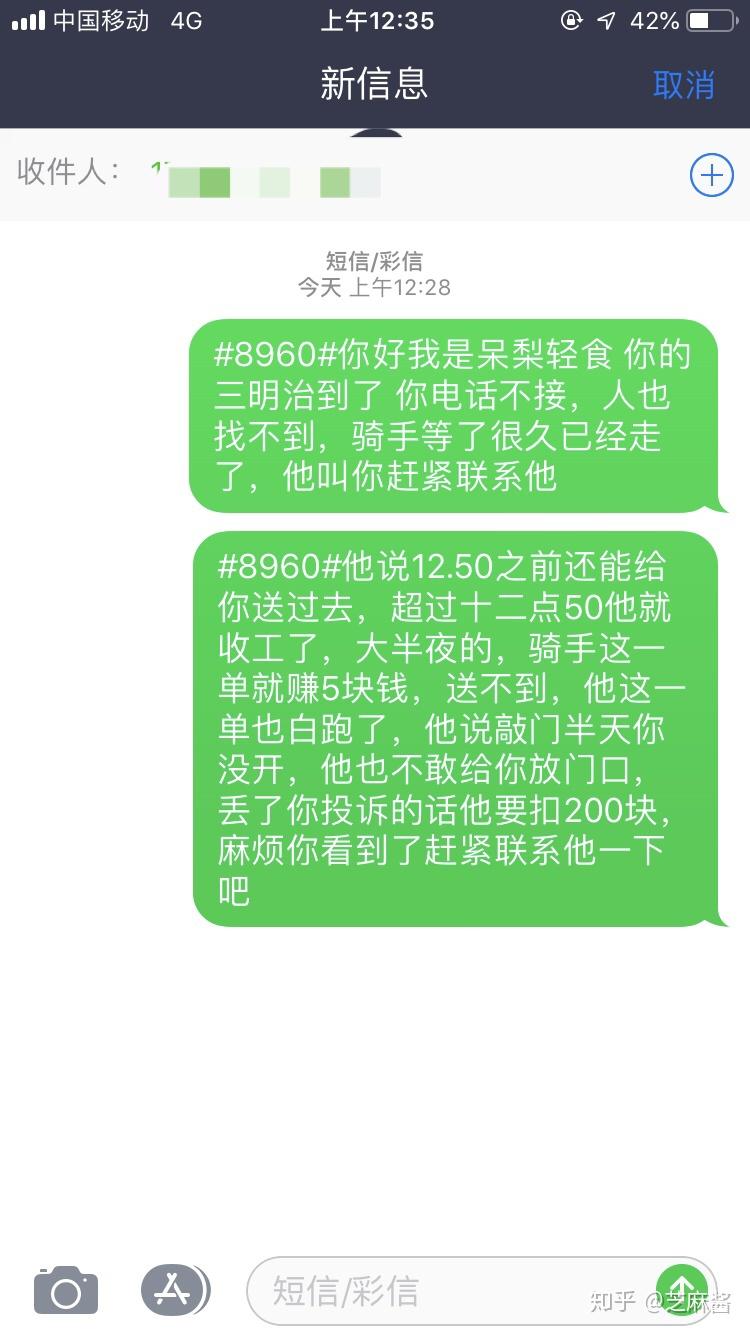 中国移动 4G 上午12:35 42%
新信息 取消
收件人：
短信/彩信
今天 上午12:28
#8960#你好我是呆梨轻食 你的
三明治到了 你电话不接，人也
找不到，骑手等了很久已经走
了，他叫你赶紧联系他
#8960#他说12.50之前还能给
你送过去，超过十二点50他就
收工了，大半夜的，骑手这一
单就赚5块钱，送不到，他这一
单也白跑了，他说敲门半天你
没开，他也不敢给你放门口，
丢了你投诉的话他要扣200块，
麻烦你看到了赶紧联系他一下
吧
短信/彩信
知乎 @芝麻酱